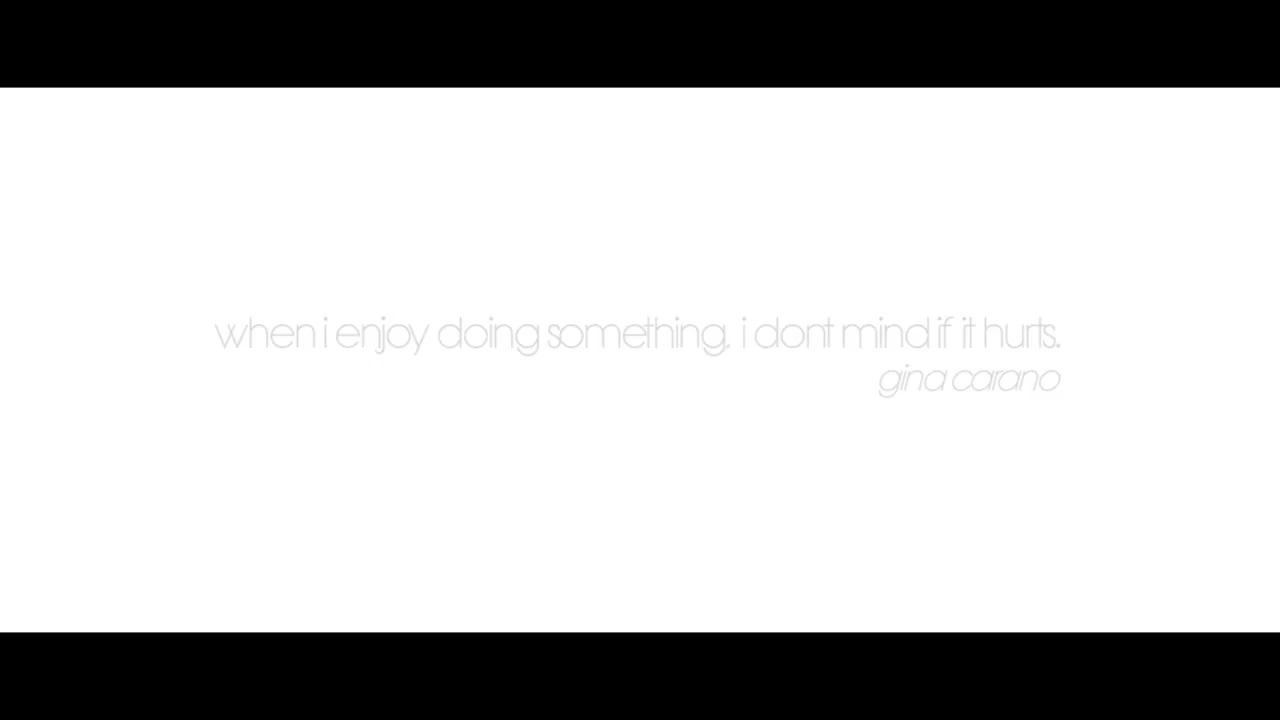 when i enjoy doing something, i dont mind if it hurts.
gina carano